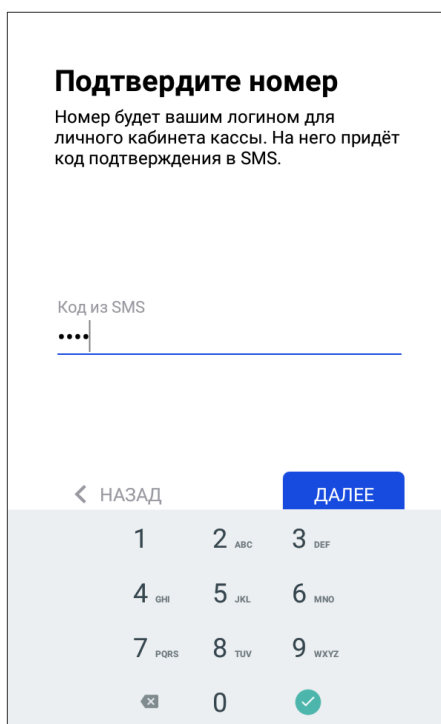 Подтвердите номер
Номер будет вашим логином для
личного кабинета кассы. На него придёт
код подтверждения в SMS.
Код из SMS
••••
НАЗАД ДАЛЕЕ
1 2 ABC 3 DEF
4 GHI 5 JKL 6 MNO
7 PQRS 8 TUV 9 WXYZ
0